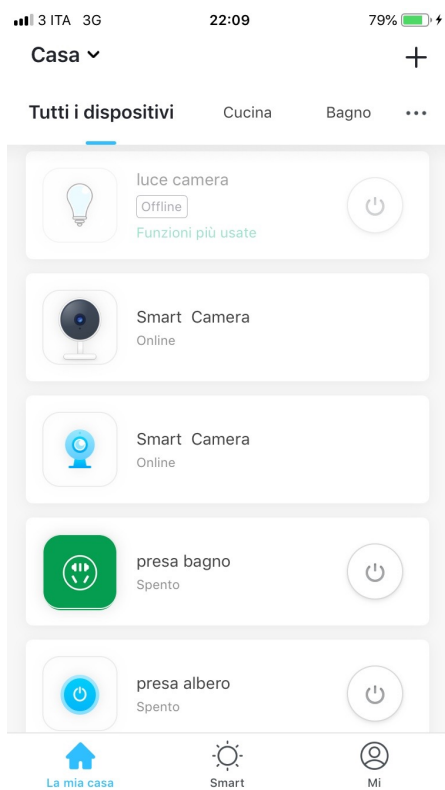 3 ITA 3G 22:09 79%
Casa
Tutti i dispositivi Cucina Bagno
luce camera
Offline
Funzioni più usate
Smart Camera
Online
Smart Camera
Online
presa bagno
Spento
presa albero
Spento
La mia casa Smart Mi